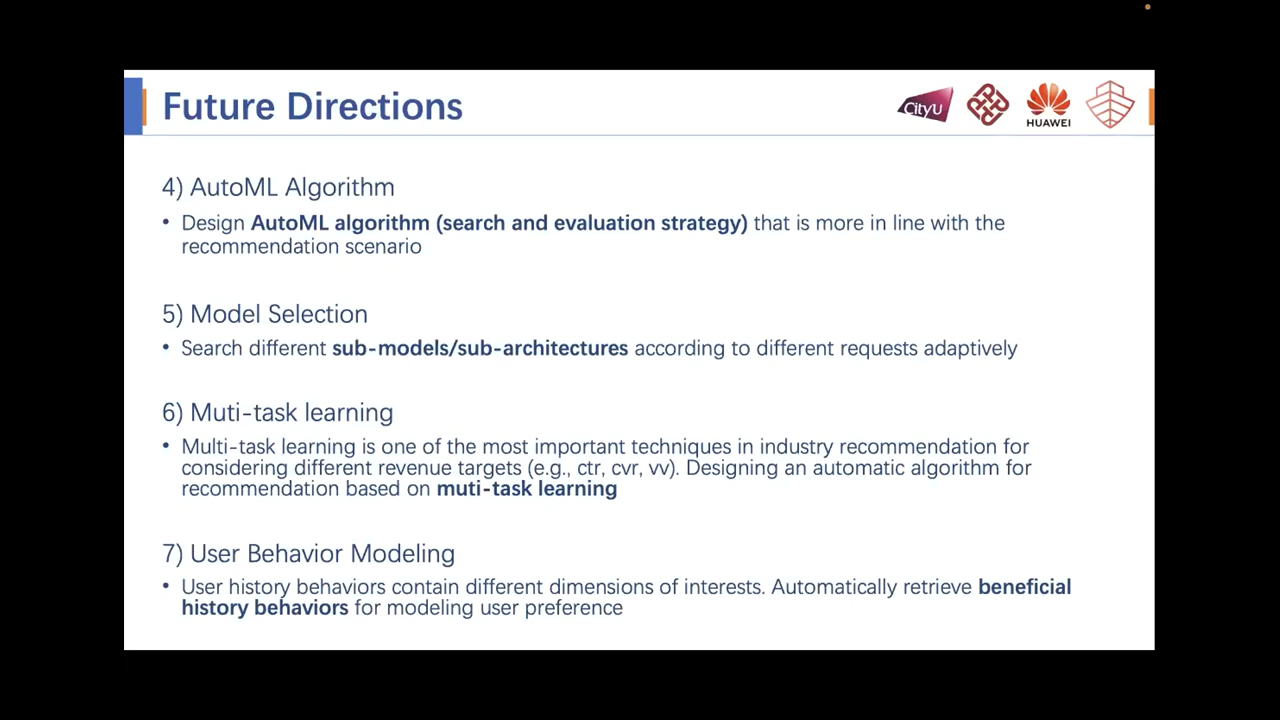 Future Directions
CityU
HUAWEI
4) AutoML Algorithm
• Design AutoML algorithm (search and evaluation strategy) that is more in line with the
recommendation scenario
5) Model Selection
• Search different sub-models/sub-architectures according to different requests adaptively
6) Muti-task learning
• Multi-task learning is one of the most important techniques in industry recommendation for
considering different revenue targets (e.g., ctr, cvr, vv). Designing an automatic algorithm for
recommendation based on muti-task learning
7) User Behavior Modeling
• User history behaviors contain different dimensions of interests. Automatically retrieve beneficial
history behaviors for modeling user preference